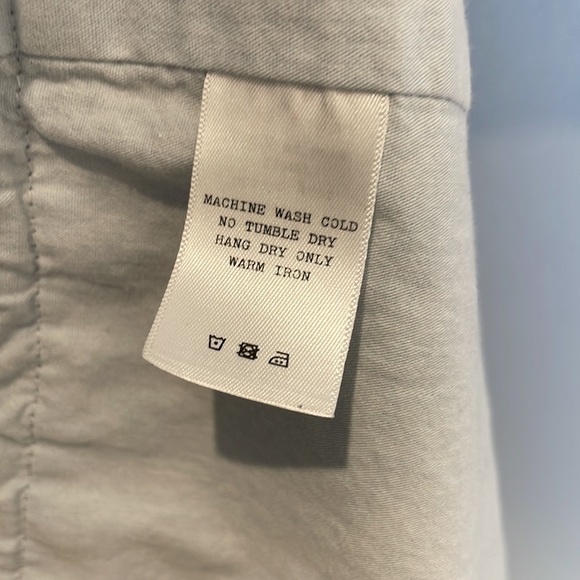 MACHINE WASH COLD
NO TUMBLE DRY
HANG DRY ONLY
WARM IRON